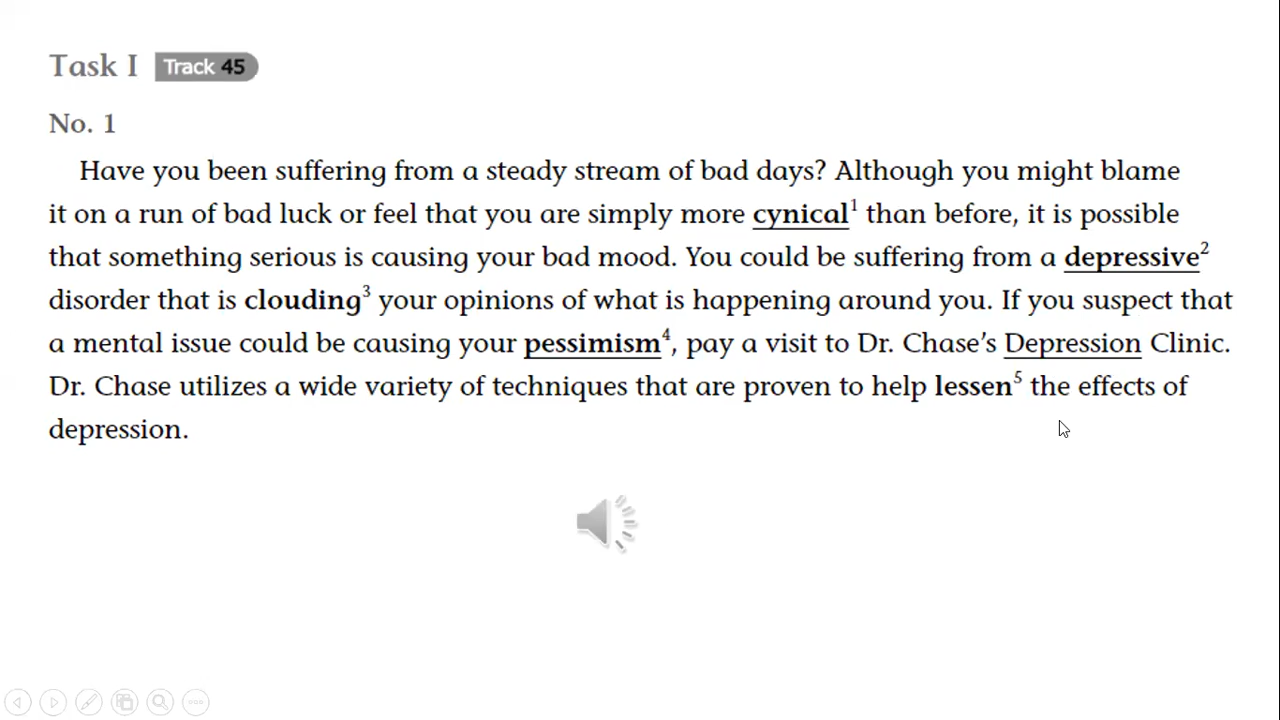 Task I Track 45
No. 1
Have you been suffering from a steady stream of bad days? Although you might blame
it on a run of bad luck or feel that you are simply more cynical¹ than before, it is possible
that something serious is causing your bad mood. You could be suffering from a depressive²
disorder that is clouding³ your opinions of what is happening around you. If you suspect that
a mental issue could be causing your pessimism⁴, pay a visit to Dr. Chase’s Depression Clinic.
Dr. Chase utilizes a wide variety of techniques that are proven to help lessen⁵ the effects of
depression.